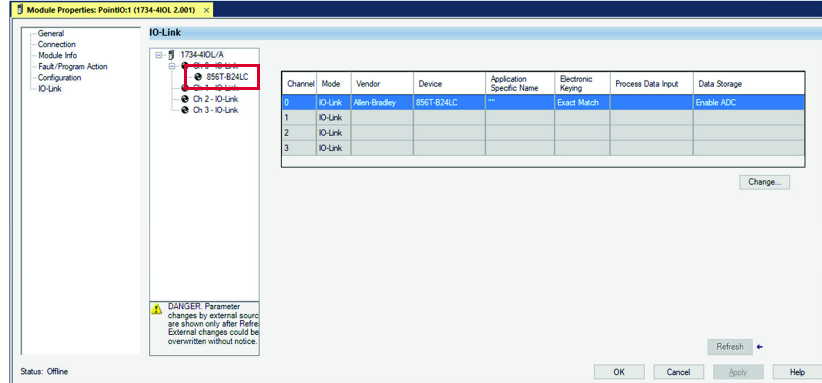 Module Properties: PointIO:1 (1734-4IOL 2.001) ×
General
Connection
Module Info
Fault/Program Action
Configuration
IO-Link
IO-Link
1734-4IOL/A
Ch 0 - IO-Link
856T-B24LC
Ch 1 - IO-Link
Ch 2 - IO-Link
Ch 3 - IO-Link
DANGER. Parameter
changes by external sourc
are shown only after Refre
External changes could be
overwritten without notice.
Channel Mode Vendor Device Application Specific Name Electronic Keying Process Data Input Data Storage
0 IO-Link Allen-Bradley 856T-B24LC "" Exact Match Enable ADC
1 IO-Link
2 IO-Link
3 IO-Link
Change...
Refresh
Status: Offline
OK Cancel Apply Help